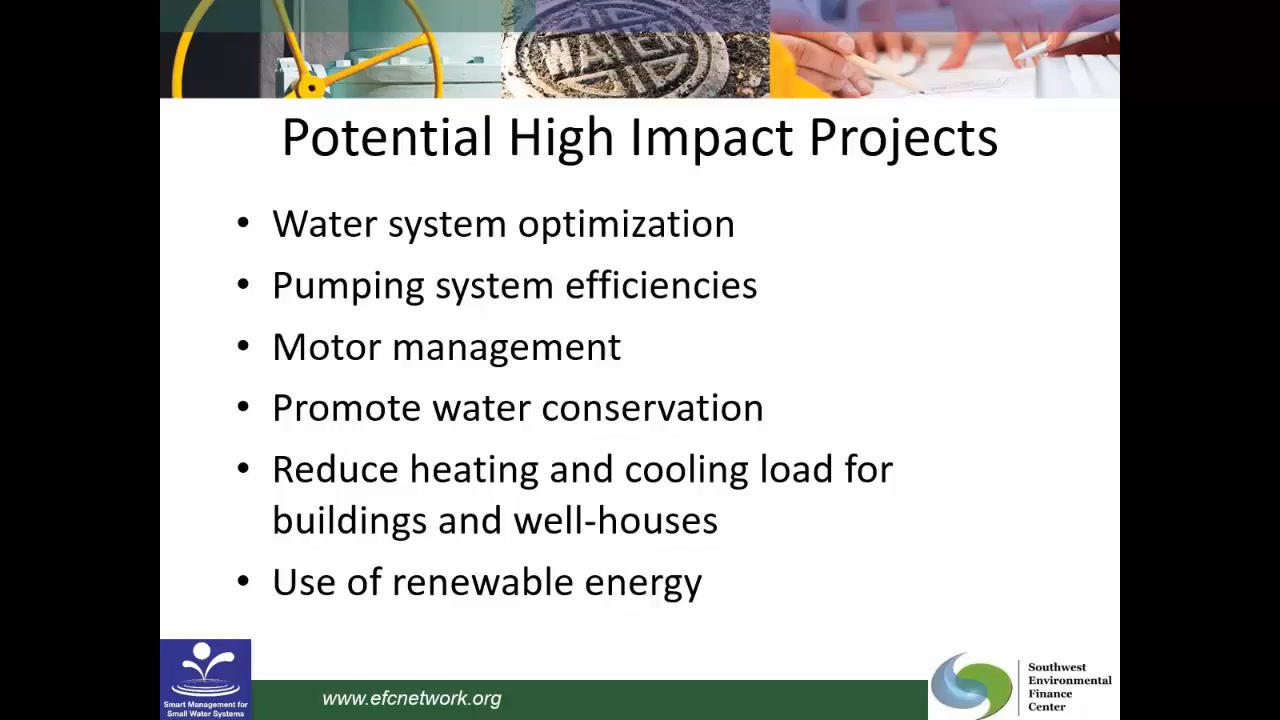 WATER
Potential High Impact Projects
• Water system optimization
• Pumping system efficiencies
• Motor management
• Promote water conservation
• Reduce heating and cooling load for
buildings and well-houses
• Use of renewable energy
Smart Management for
Small Water Systems
www.efcnetwork.org
Southwest
Environmental
Finance
Center